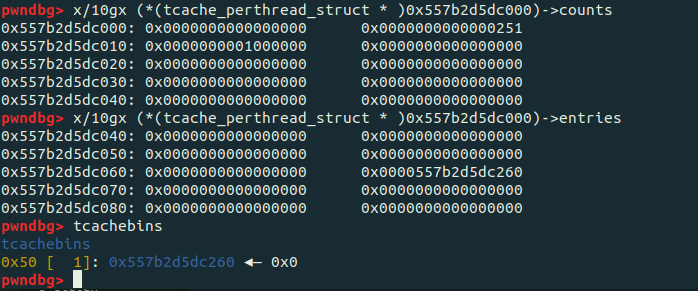 pwndbg> x/10gx (*(tcache_perthread_struct * )0x557b2d5dc000)->counts
0x557b2d5dc000: 0x0000000000000000 0x0000000000000251
0x557b2d5dc010: 0x0000000001000000 0x0000000000000000
0x557b2d5dc020: 0x0000000000000000 0x0000000000000000
0x557b2d5dc030: 0x0000000000000000 0x0000000000000000
0x557b2d5dc040: 0x0000000000000000 0x0000000000000000
pwndbg> x/10gx (*(tcache_perthread_struct * )0x557b2d5dc000)->entries
0x557b2d5dc040: 0x0000000000000000 0x0000000000000000
0x557b2d5dc050: 0x0000000000000000 0x0000000000000000
0x557b2d5dc060: 0x0000000000000000 0x0000557b2d5dc260
0x557b2d5dc070: 0x0000000000000000 0x0000000000000000
0x557b2d5dc080: 0x0000000000000000 0x0000000000000000
pwndbg> tcachebins
tcachebins
0x50 [  1]: 0x557b2d5dc260 ◂— 0x0
pwndbg>